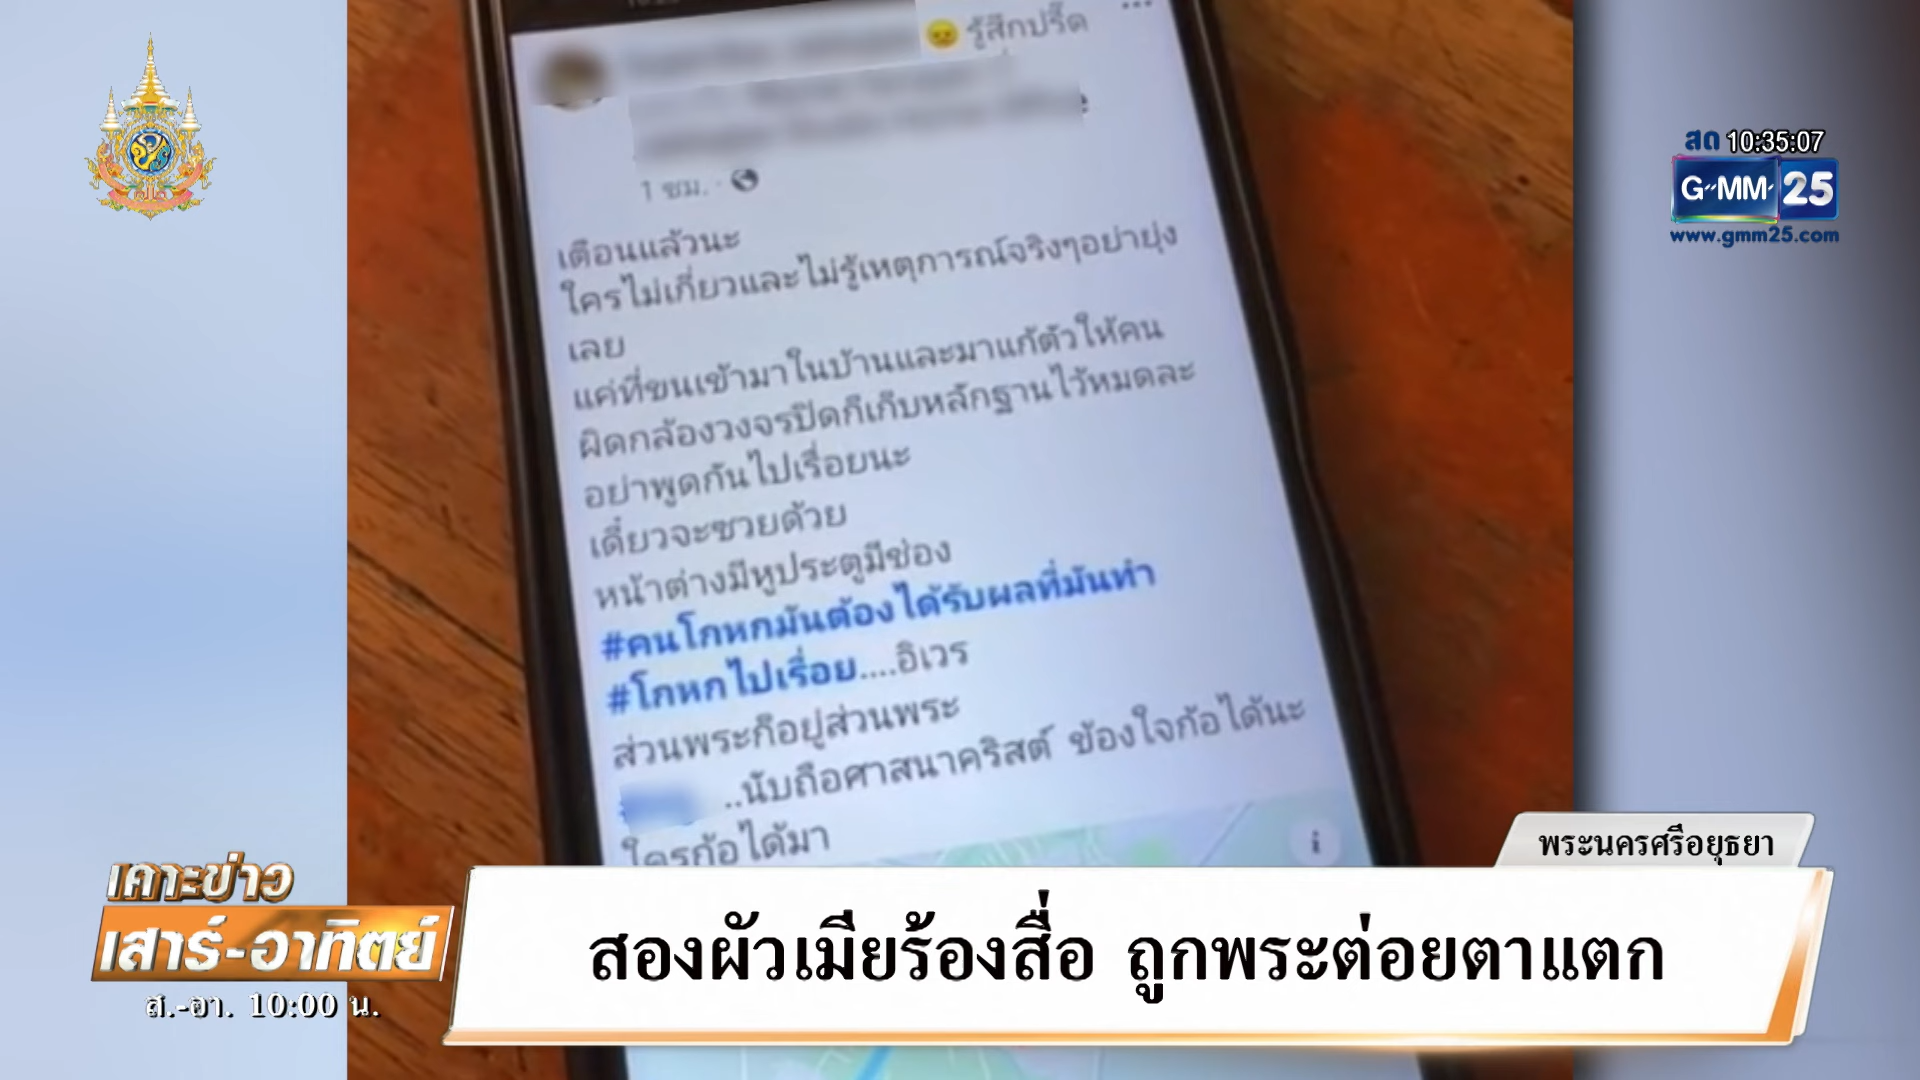 รู้สึกปรี๊ด
1 ชม.
เตือนแล้วนะ
ใครไม่เกี่ยวและไม่รู้เหตุการณ์จริงๆอย่ายุ่ง
เลย
แค่ที่ขนเข้ามาในบ้านและมาแก้ตัวให้คน
ผิดกล้องวงจรปิดก็เก็บหลักฐานไว้หมดละ
อย่าพูดกันไปเรื่อยนะ
เดี๋ยวจะซวยด้วย
หน้าต่างมีหูประตูมีช่อง
#คนโกหกมันต้องได้รับผลที่มันทำ
#โกหกไปเรื่อย....อิเวร
ส่วนพระก็อยู่ส่วนพระ
..นับถือศาสนาคริสต์ ข้องใจก้อได้นะ
ใครก้อได้มา
สด 10:35:07
GMM 25
www.gmm25.com
พระนครศรีอยุธยา
เคาะข่าว
เสาร์-อาทิตย์
ส.-อา. 10:00 น.
สองผัวเมียร้องสื่อ ถูกพระต่อยตาแตก